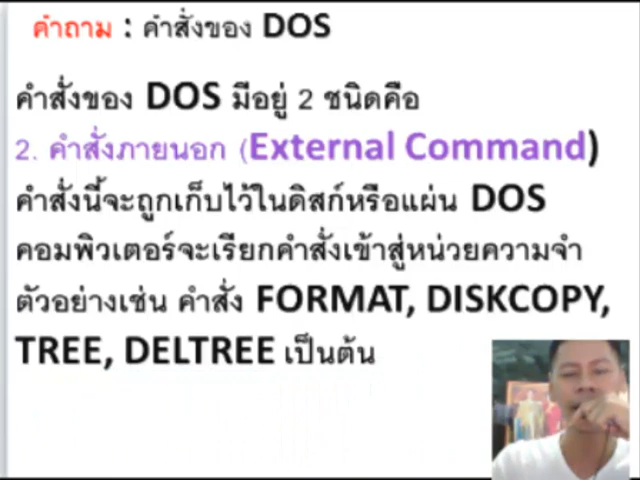 คำถาม : คำสั่งของ DOS
คำสั่งของ DOS มีอยู่ 2 ชนิดคือ
2. คำสั่งภายนอก (External Command)
คำสั่งนี้จะถูกเก็บไว้ในดิสก์หรือแผ่น DOS
คอมพิวเตอร์จะเรียกคำสั่งเข้าสู่หน่วยความจำ
ตัวอย่างเช่น คำสั่ง FORMAT, DISKCOPY,
TREE, DELTREE เป็นต้น